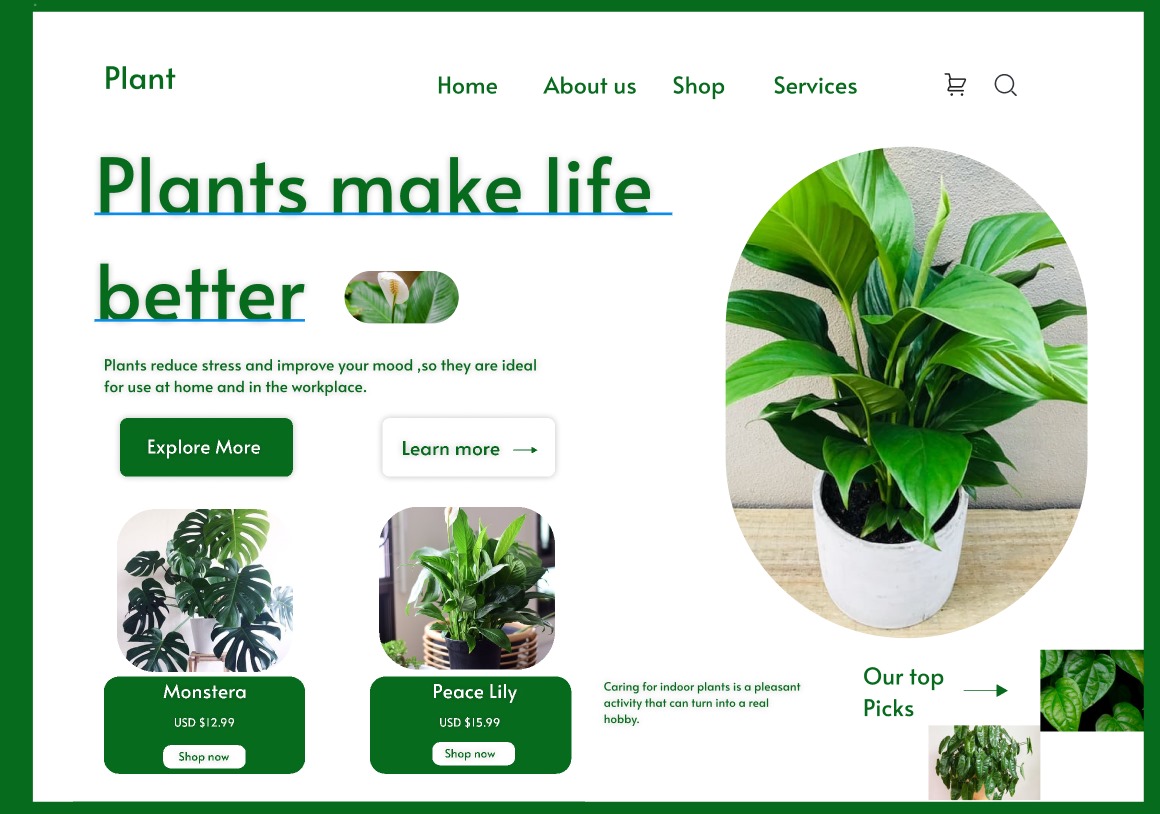 Plant
Home About us Shop Services
Plants make life
better
Plants reduce stress and improve your mood ,so they are ideal
for use at home and in the workplace.
Explore More
Learn more
Monstera
USD $12.99
Shop now
Peace Lily
USD $15.99
Shop now
Caring for indoor plants is a pleasant
activity that can turn into a real
hobby.
Our top
Picks